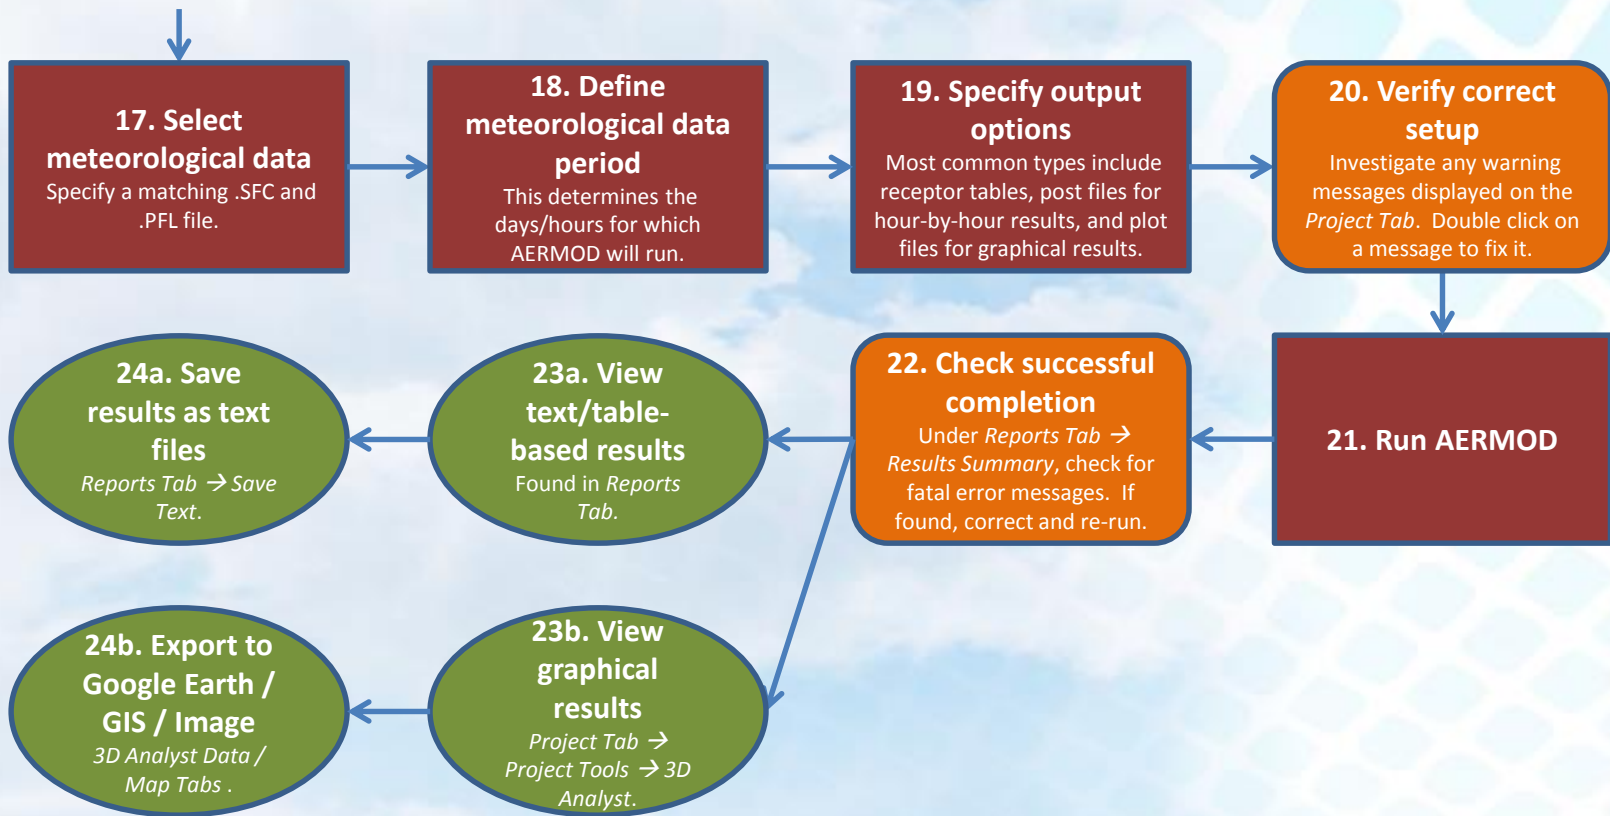 17. Select
meteorological data
Specify a matching .SFC and
.PFL file.
18. Define
meteorological data
period
This determines the
days/hours for which
AERMOD will run.
19. Specify output
options
Most common types include
receptor tables, post files for
hour-by-hour results, and plot
files for graphical results.
20. Verify correct
setup
Investigate any warning
messages displayed on the
Project Tab.  Double click on
a message to fix it.
21. Run AERMOD
22. Check successful
completion
Under Reports Tab →
Results Summary, check for
fatal error messages.  If
found, correct and re-run.
23a. View
text/table-
based results
Found in Reports
Tab.
24a. Save
results as text
files
Reports Tab → Save
Text.
23b. View
graphical
results
Project Tab →
Project Tools → 3D
Analyst.
24b. Export to
Google Earth /
GIS / Image
3D Analyst Data /
Map Tabs .